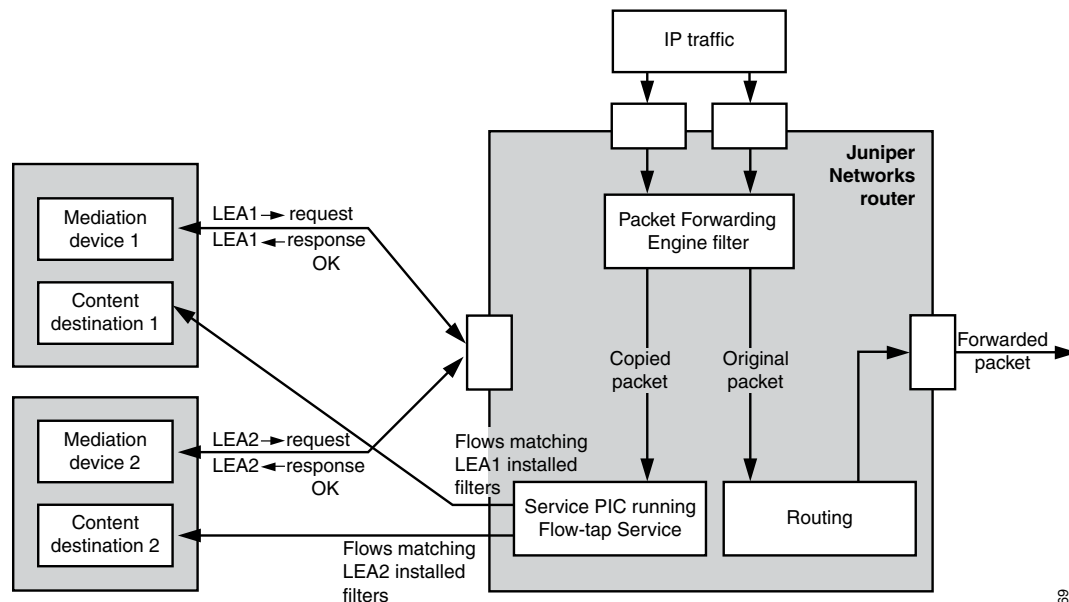 IP traffic
Juniper
Networks
router
Packet Forwarding
Engine filter
Mediation
device 1
LEA1→ request
LEA1← response
OK
Content
destination 1
Copied
packet
Original
packet
Forwarded
packet
Mediation
device 2
LEA2→ request
LEA2← response
OK
Flows matching
LEA1 installed
filters
Content
destination 2
Service PIC running
Flow-tap Service
Routing
Flows matching
LEA2 installed
filters